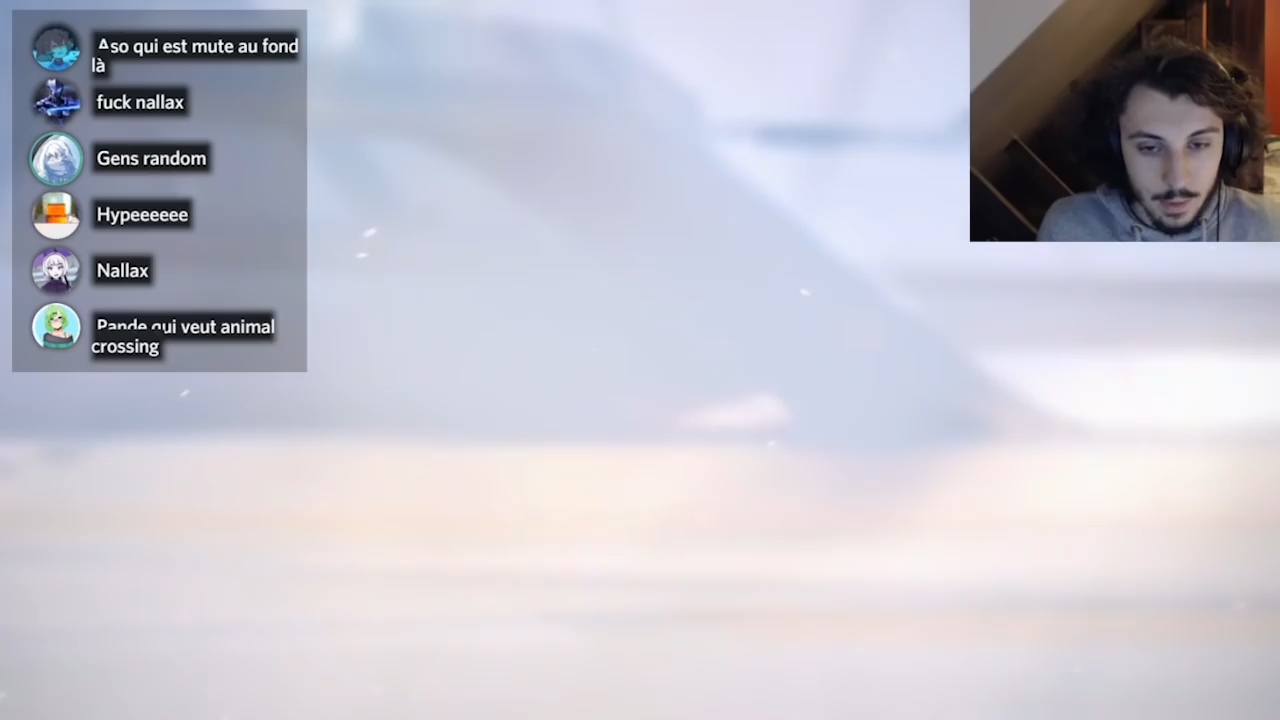 Aso qui est mute au fond
là
fuck nallax
Gens random
Hypeeeeee
Nallax
Pande qui veut animal
crossing